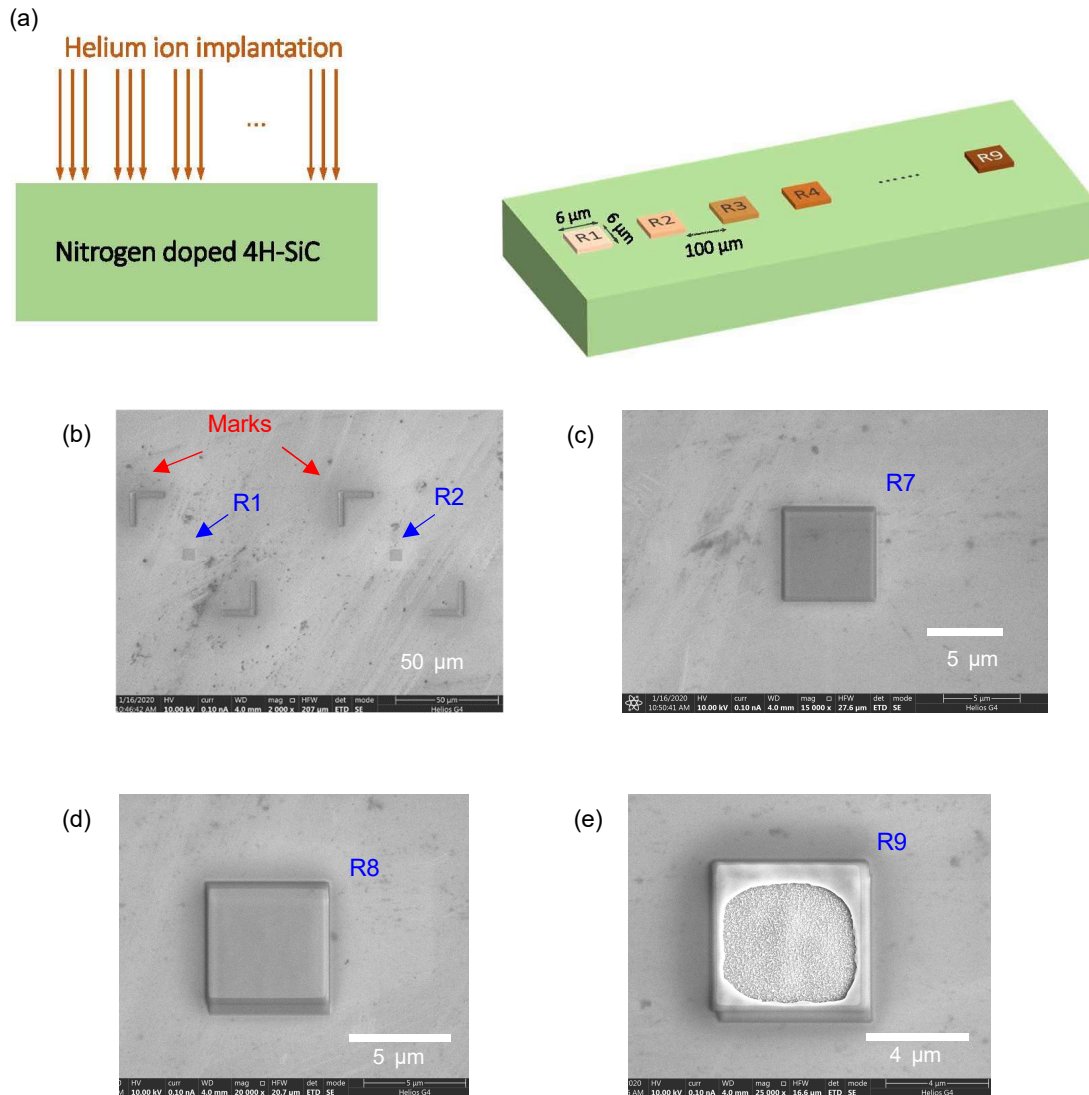 (a)
Helium ion implantation
...
Nitrogen doped 4H-SiC
6 µm
6 µm
R1
R2
R3
R4
......
R9
100 µm
(b)
Marks
R1
R2
50 µm
1/16/2020 HV curr WD mag □ HFW det mode 50 µm
10:46:42 AM 10.00 kV 0.10 nA 4.0 mm 2 000 x 207 µm ETD SE Helios G4
(c)
R7
5 µm
1/16/2020 HV curr WD mag □ HFW det mode 5 µm
10:50:41 AM 10.00 kV 0.10 nA 4.0 mm 15 000 x 27.6 µm ETD SE Helios G4
(d)
R8
5 µm
HV curr WD mag □ HFW det mode 5 µm
10.00 kV 0.10 nA 4.0 mm 20 000 x 20.7 µm ETD SE Helios G4
(e)
R9
4 µm
020 HV curr WD mag □ HFW det mode 4 µm
AM 10.00 kV 0.10 nA 4.0 mm 25 000 x 16.6 µm ETD SE Helios G4